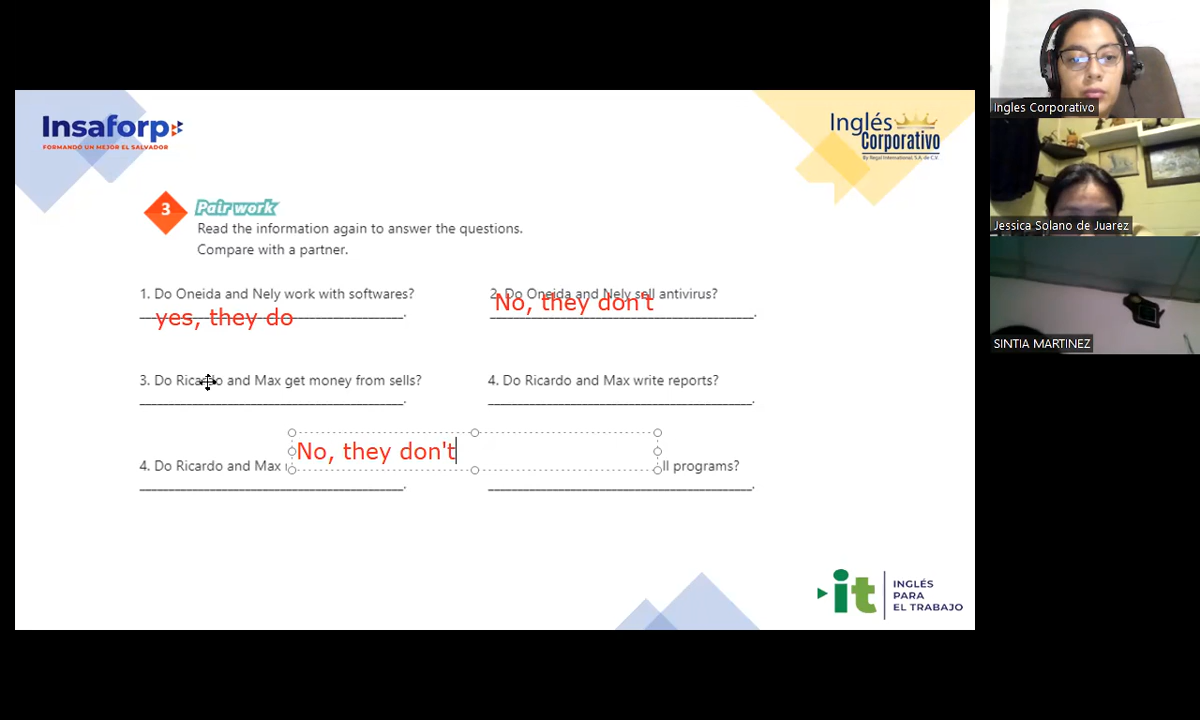 Insaforp
FORMANDO UN MEJOR EL SALVADOR
Inglés
Corporativo
By Regal International, S.A. de C.V.
3 Pair work
Read the information again to answer the questions.
Compare with a partner.
1. Do Oneida and Nely work with softwares?
yes, they do
2. Do Oneida and Nely sell antivirus?
No, they don't
3. Do Ricardo and Max get money from sells?
4. Do Ricardo and Max write reports?
No, they don't
4. Do Ricardo and Max
ll programs?
it
INGLÉS
PARA
EL TRABAJO
Ingles Corporativo
Jessica Solano de Juarez
SINTIA MARTINEZ